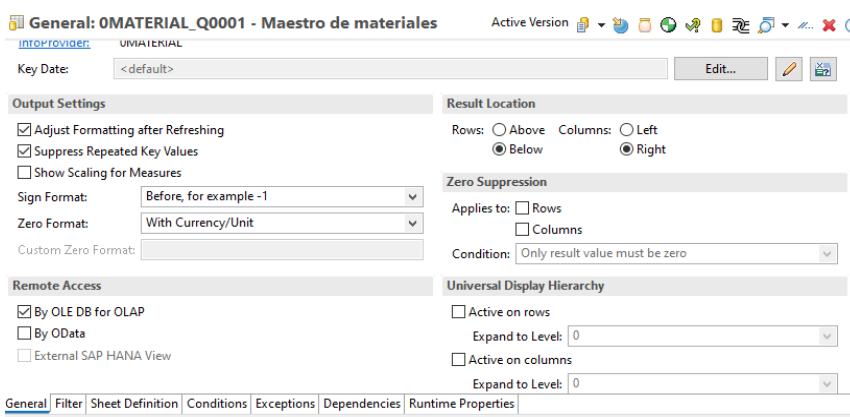 General: 0MATERIAL_Q0001 - Maestro de materiales
Active Version
InfoProvider: 0MATERIAL
Key Date: <default> Edit...
Output Settings
Adjust Formatting after Refreshing
Suppress Repeated Key Values
Show Scaling for Measures
Sign Format: Before, for example -1
Zero Format: With Currency/Unit
Custom Zero Format:
Remote Access
By OLE DB for OLAP
By OData
External SAP HANA View
Result Location
Rows: Above Columns: Left
Below Right
Zero Suppression
Applies to: Rows
Columns
Condition: Only result value must be zero
Universal Display Hierarchy
Active on rows
Expand to Level: 0
Active on columns
Expand to Level: 0
General Filter Sheet Definition Conditions Exceptions Dependencies Runtime Properties